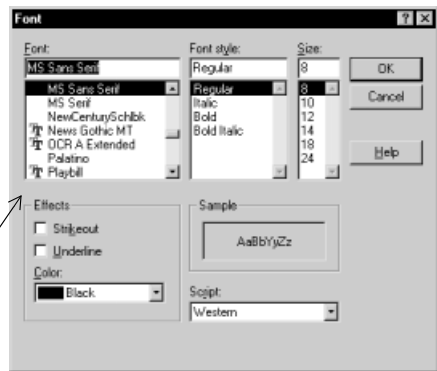 Font
Font: Font style: Size:
MS Sans Serif Regular 8 OK
MS Sans Serif Regular 8 Cancel
MS Serif Italic 10
NewCenturySchlbk Bold 12
News Gothic MT Bold Italic 14
OCR A Extended 18 Help
Palatino 24
Playbill
Effects Sample
Strikeout
Underline AaBbYyZz
Color:
Black Script:
Western